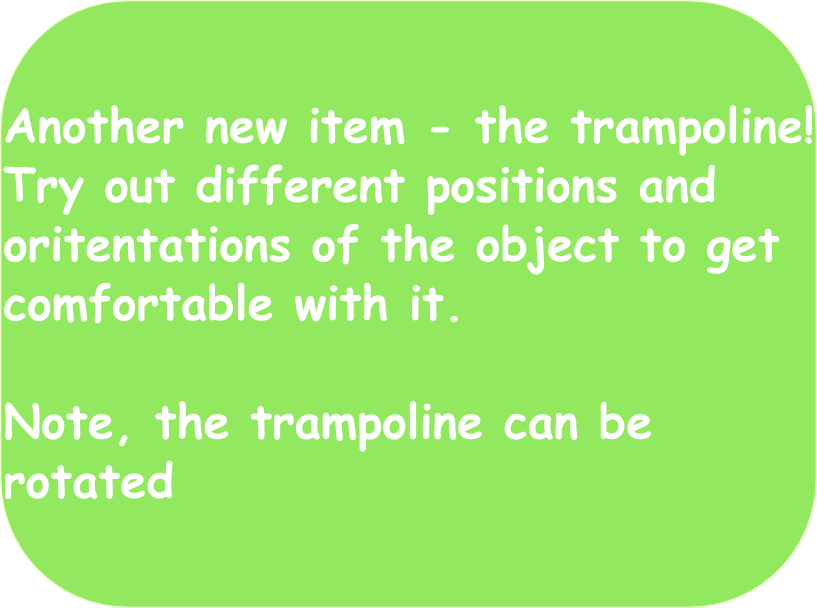 Another new item - the trampoline!
Try out different positions and
oritentations of the object to get
comfortable with it.
Note, the trampoline can be
rotated